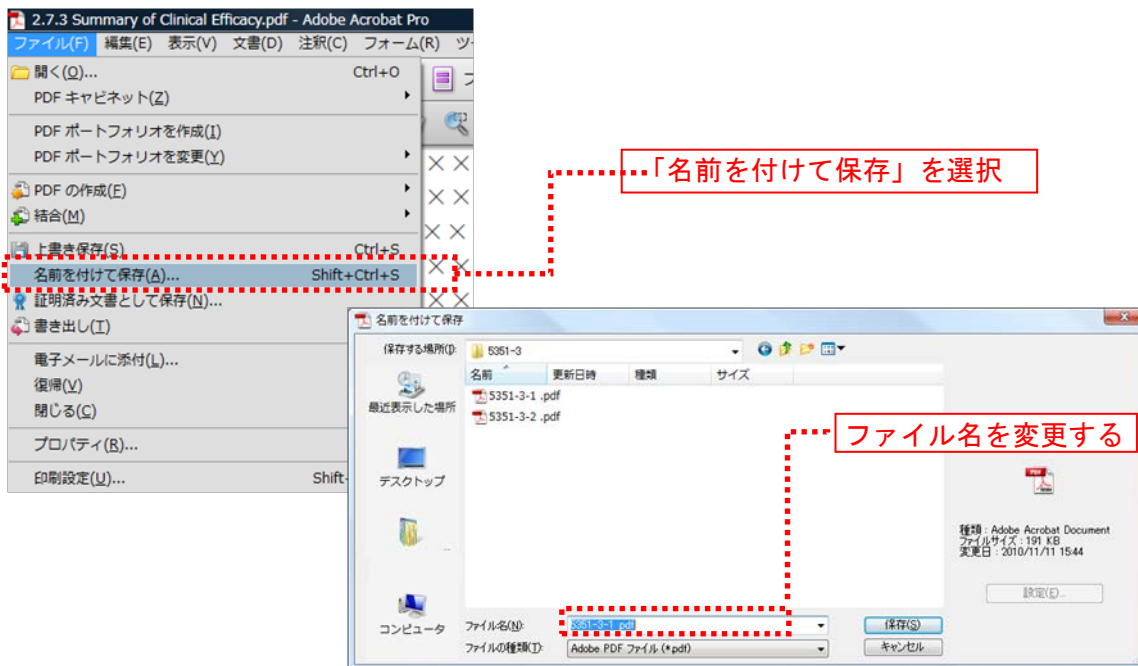 2.7.3 Summary of Clinical Efficacy.pdf - Adobe Acrobat Pro
ファイル(F) 編集(E) 表示(V) 文書(D) 注釈(C) フォーム(R) ツ
開く(O)... Ctrl+O
PDF キャビネット(Z)
PDF ポートフォリオを作成(I)
PDF ポートフォリオを変更(Y)
PDF の作成(F)
結合(M)
上書き保存(S) Ctrl+S
名前を付けて保存(A)... Shift+Ctrl+S
証明済み文書として保存(N)...
書き出し(T)
電子メールに添付(L)...
復帰(V)
閉じる(C)
プロパティ(R)...
印刷設定(U)... Shift+
「名前を付けて保存」を選択
名前を付けて保存
保存する場所(I): 5351-3
名前 更新日時 種類 サイズ
5351-3-1 .pdf
5351-3-2 .pdf
最近表示した場所
デスクトップ
コンピュータ
ファイル名を変更する
種類 : Adobe Acrobat Document
ファイルサイズ : 191 KB
変更日 : 2010/11/11 15:44
設定(E)...
ファイル名(N): 5351-3-1 .pdf 保存(S)
ファイルの種類(T): Adobe PDF ファイル (*.pdf) キャンセル